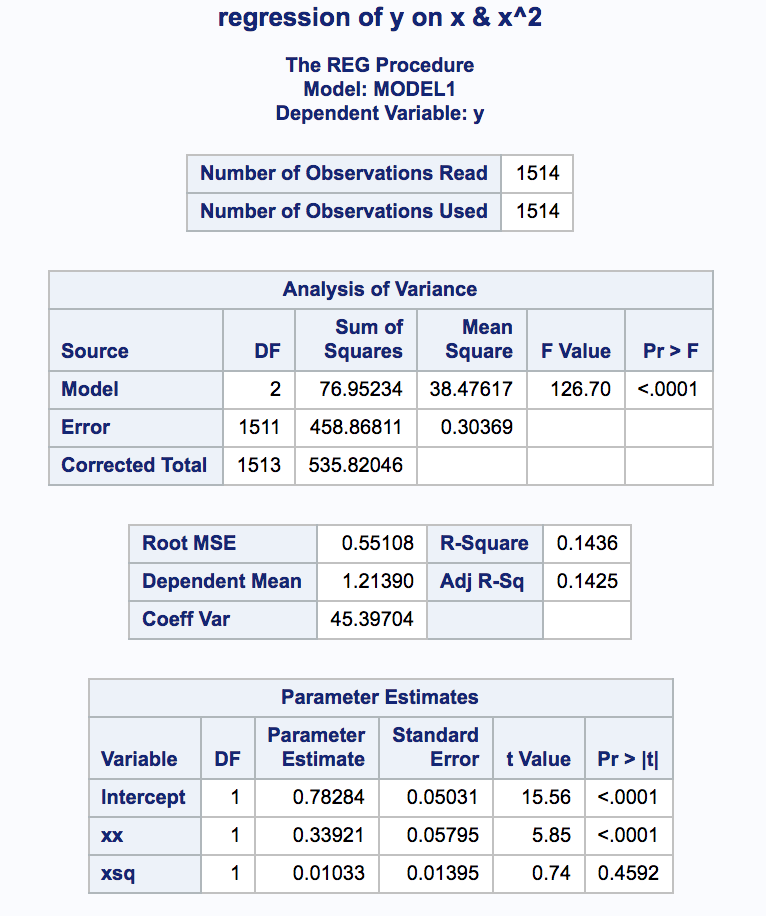 regression of y on x & x^2
The REG Procedure
Model: MODEL1
Dependent Variable: y
Number of Observations Read 1514
Number of Observations Used 1514
Analysis of Variance
Source DF Sum of Squares Mean Square F Value Pr > F
Model 2 76.95234 38.47617 126.70 <.0001
Error 1511 458.86811 0.30369
Corrected Total 1513 535.82046
Root MSE 0.55108 R-Square 0.1436
Dependent Mean 1.21390 Adj R-Sq 0.1425
Coeff Var 45.39704
Parameter Estimates
Variable DF Parameter Estimate Standard Error t Value Pr > |t|
Intercept 1 0.78284 0.05031 15.56 <.0001
xx 1 0.33921 0.05795 5.85 <.0001
xsq 1 0.01033 0.01395 0.74 0.4592